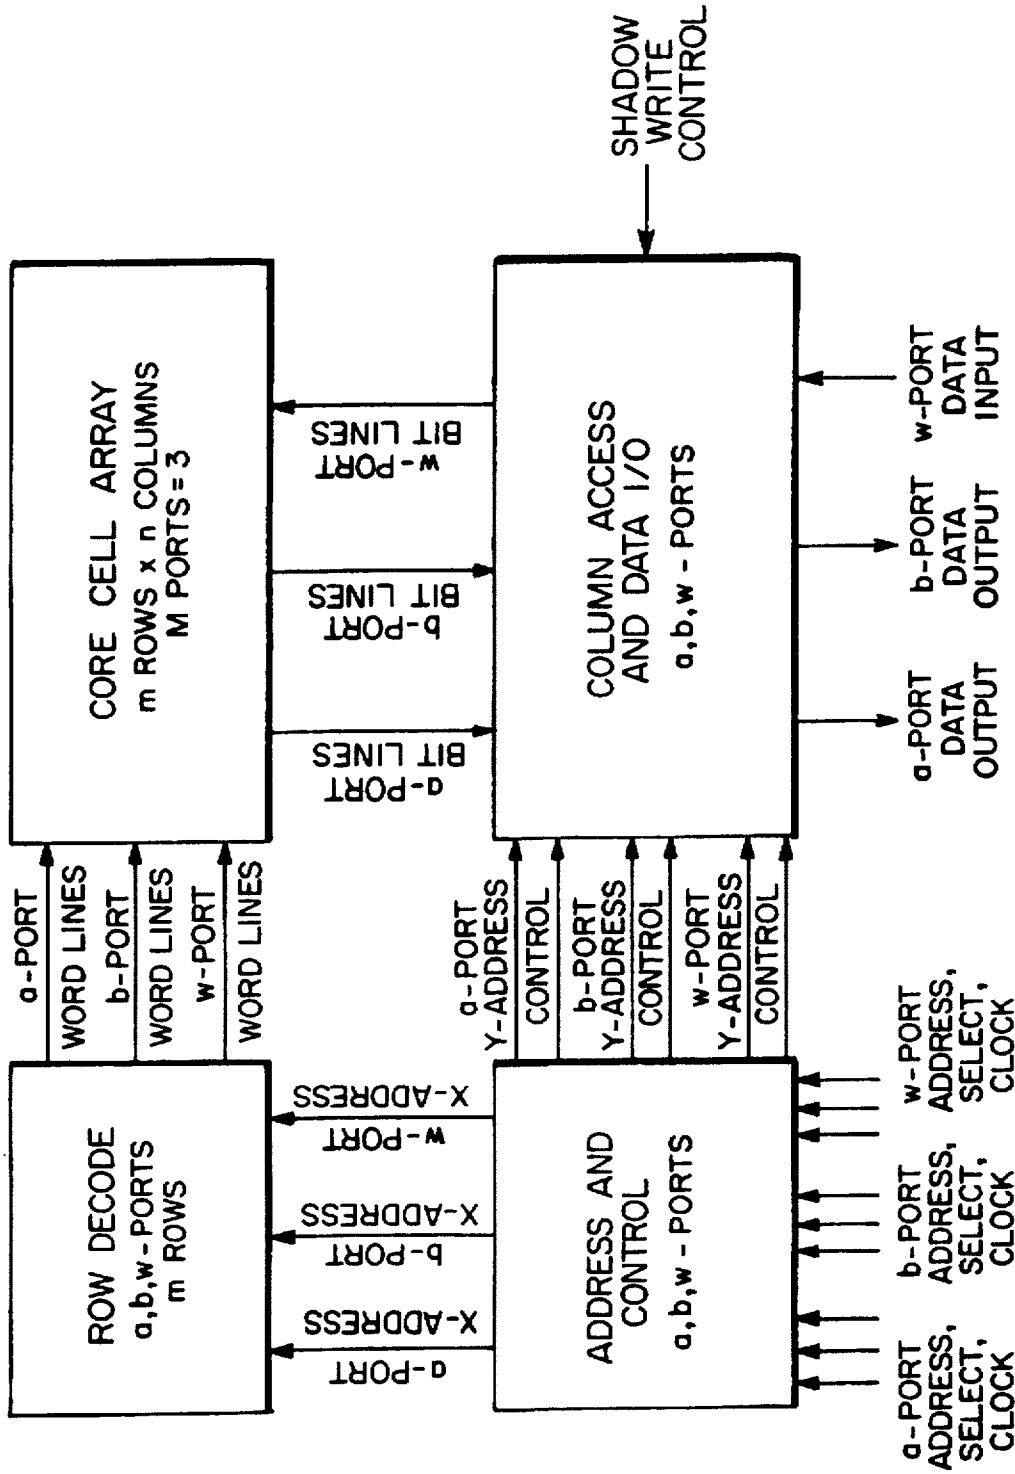 ROW DECODE
a,b,w-PORTS
m ROWS
a-PORT
WORD LINES
b-PORT
WORD LINES
w-PORT
WORD LINES
CORE CELL ARRAY
m ROWS x n COLUMNS
M PORTS=3
a-PORT
X-ADDRESS
b-PORT
X-ADDRESS
w-PORT
X-ADDRESS
a-PORT
BIT LINES
b-PORT
BIT LINES
w-PORT
BIT LINES
ADDRESS AND
CONTROL
a,b,w-PORTS
a-PORT
Y-ADDRESS
CONTROL
b-PORT
Y-ADDRESS
CONTROL
w-PORT
Y-ADDRESS
CONTROL
COLUMN ACCESS
AND DATA I/O
a,b,w-PORTS
SHADOW
WRITE
CONTROL
a-PORT
ADDRESS,
SELECT,
CLOCK
b-PORT
ADDRESS,
SELECT,
CLOCK
w-PORT
ADDRESS,
SELECT,
CLOCK
a-PORT
DATA
OUTPUT
b-PORT
DATA
OUTPUT
w-PORT
DATA
INPUT